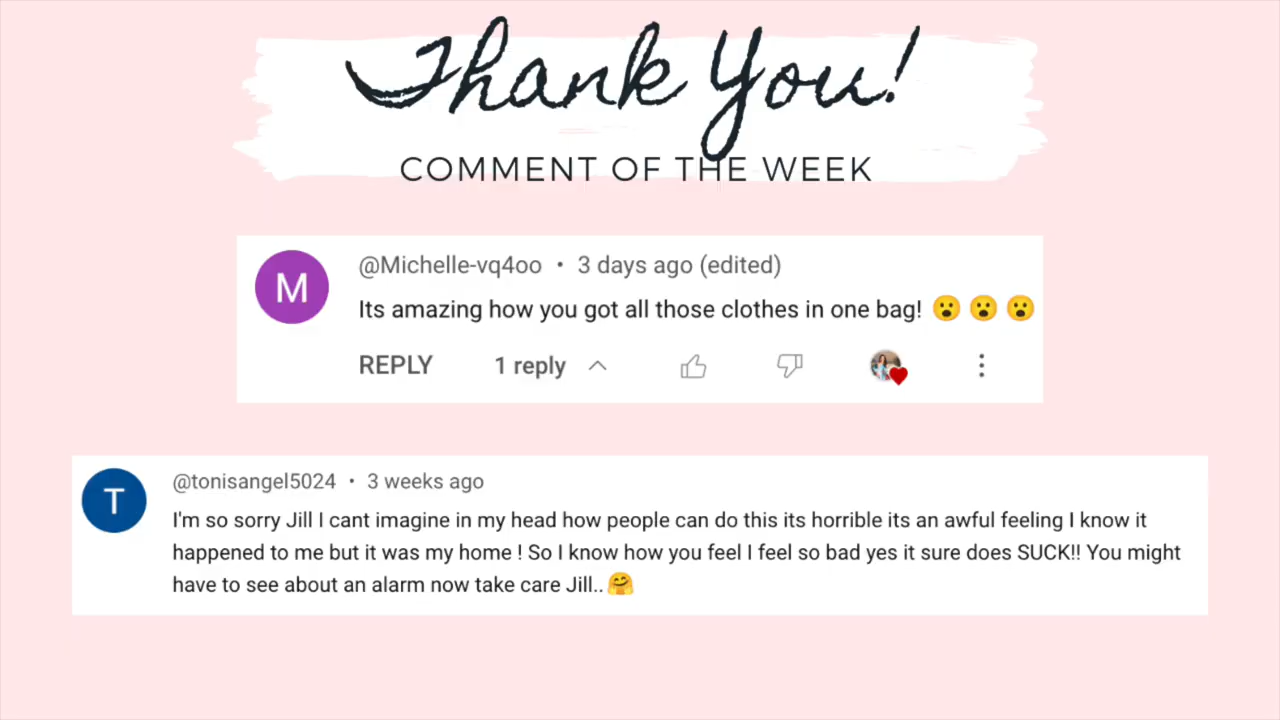 Thank You!
COMMENT OF THE WEEK
M
@Michelle-vq4oo • 3 days ago (edited)
Its amazing how you got all those clothes in one bag! 😮 😮 😮
REPLY 1 reply
T
@tonisangel5024 • 3 weeks ago
I'm so sorry Jill I cant imagine in my head how people can do this its horrible its an awful feeling I know it
happened to me but it was my home ! So I know how you feel I feel so bad yes it sure does SUCK!! You might
have to see about an alarm now take care Jill.. 🤗